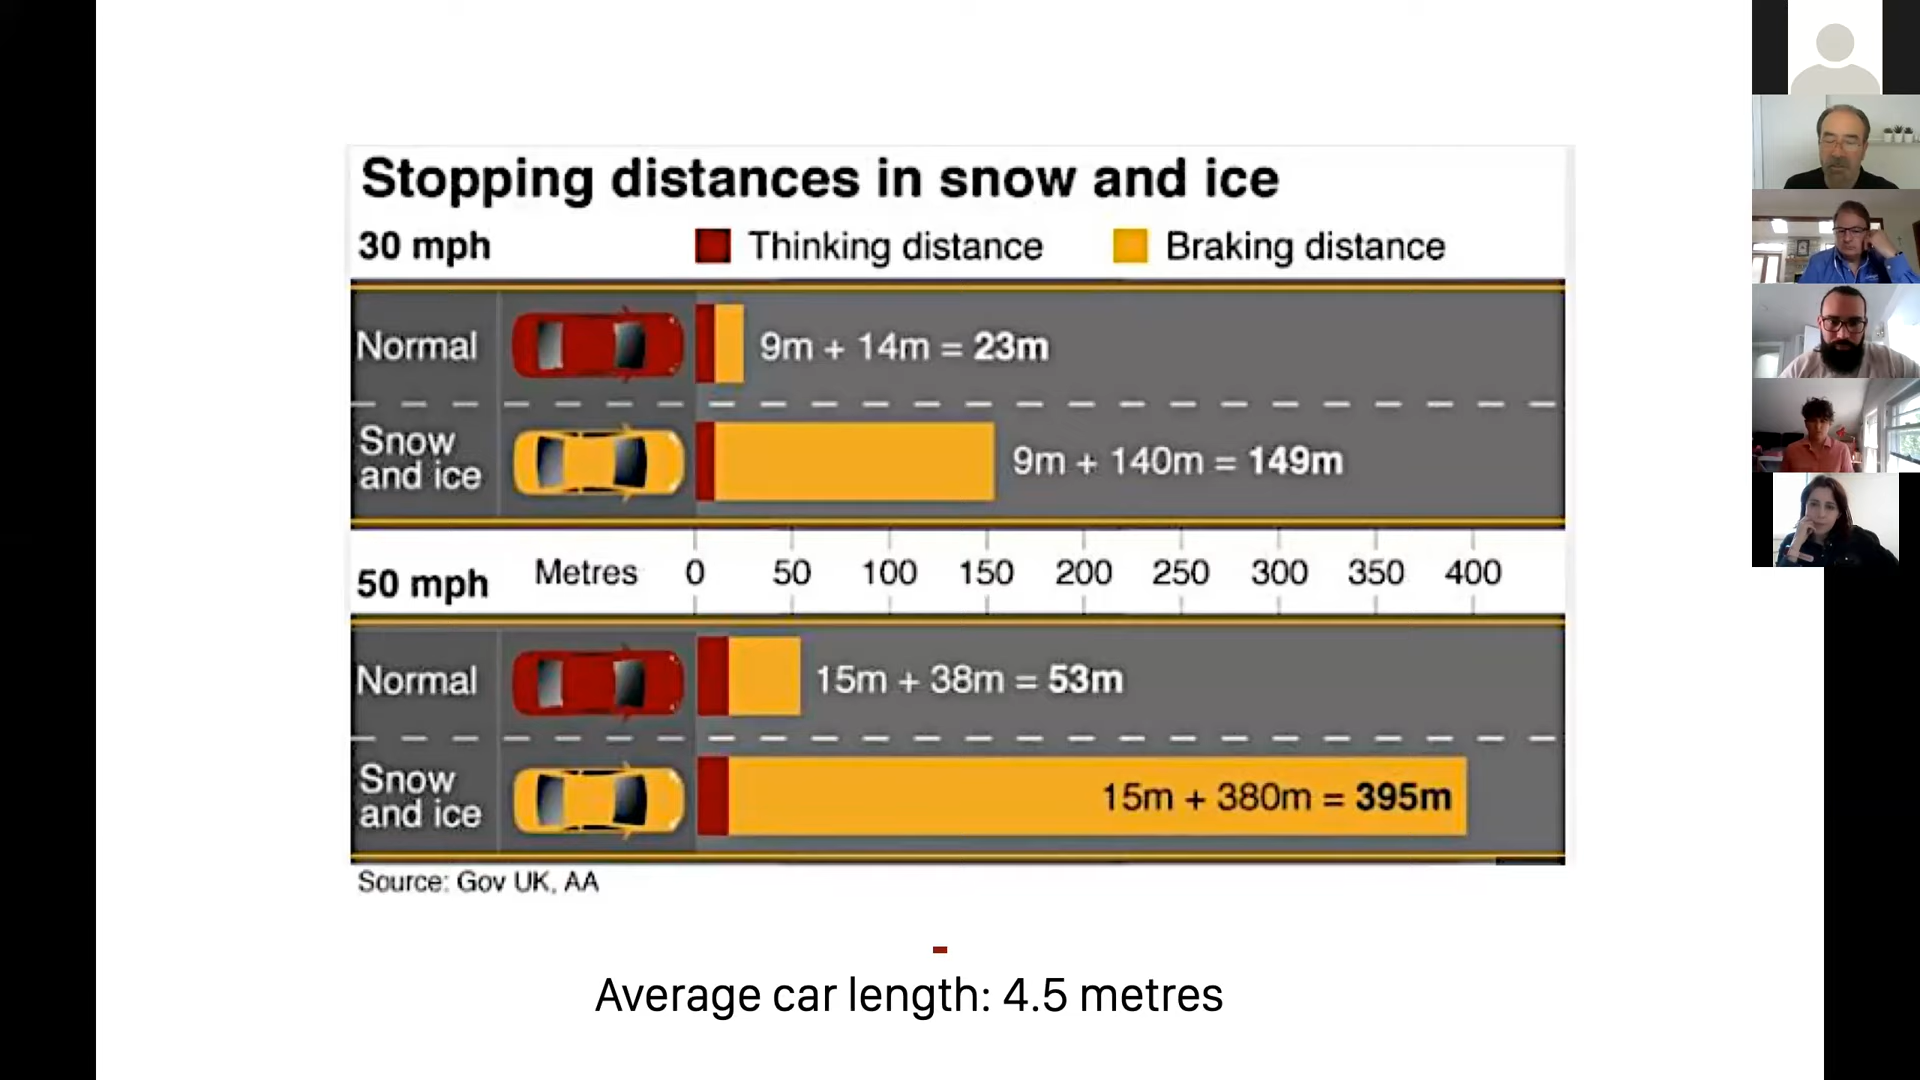 Stopping distances in snow and ice
30 mph Thinking distance Braking distance
Normal 9m + 14m = 23m
Snow
and ice 9m + 140m = 149m
50 mph Metres 0 50 100 150 200 250 300 350 400
Normal 15m + 38m = 53m
Snow
and ice 15m + 380m = 395m
Source: Gov UK, AA
Average car length: 4.5 metres